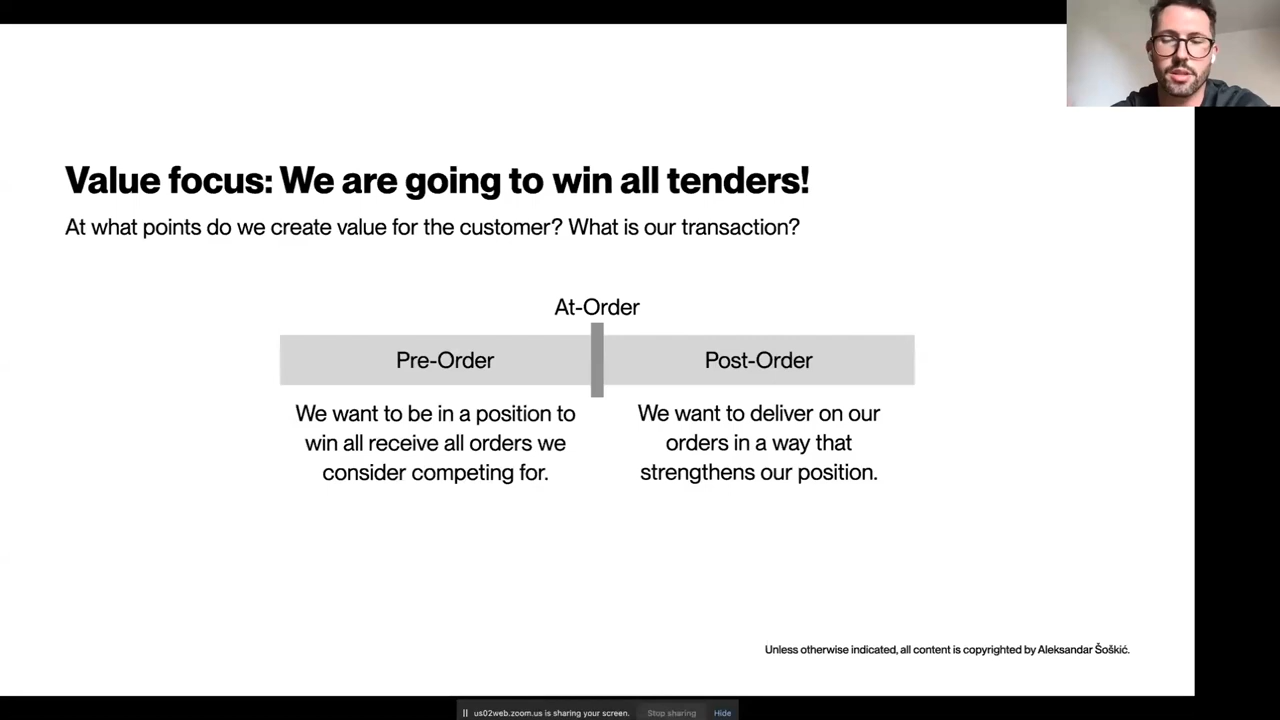 Value focus: We are going to win all tenders!
At what points do we create value for the customer? What is our transaction?
At-Order
Pre-Order
Post-Order
We want to be in a position to
win all receive all orders we
consider competing for.
We want to deliver on our
orders in a way that
strengthens our position.
Unless otherwise indicated, all content is copyrighted by Aleksandar Šoškić.
us02web.zoom.us is sharing your screen.
Stop sharing
Hide